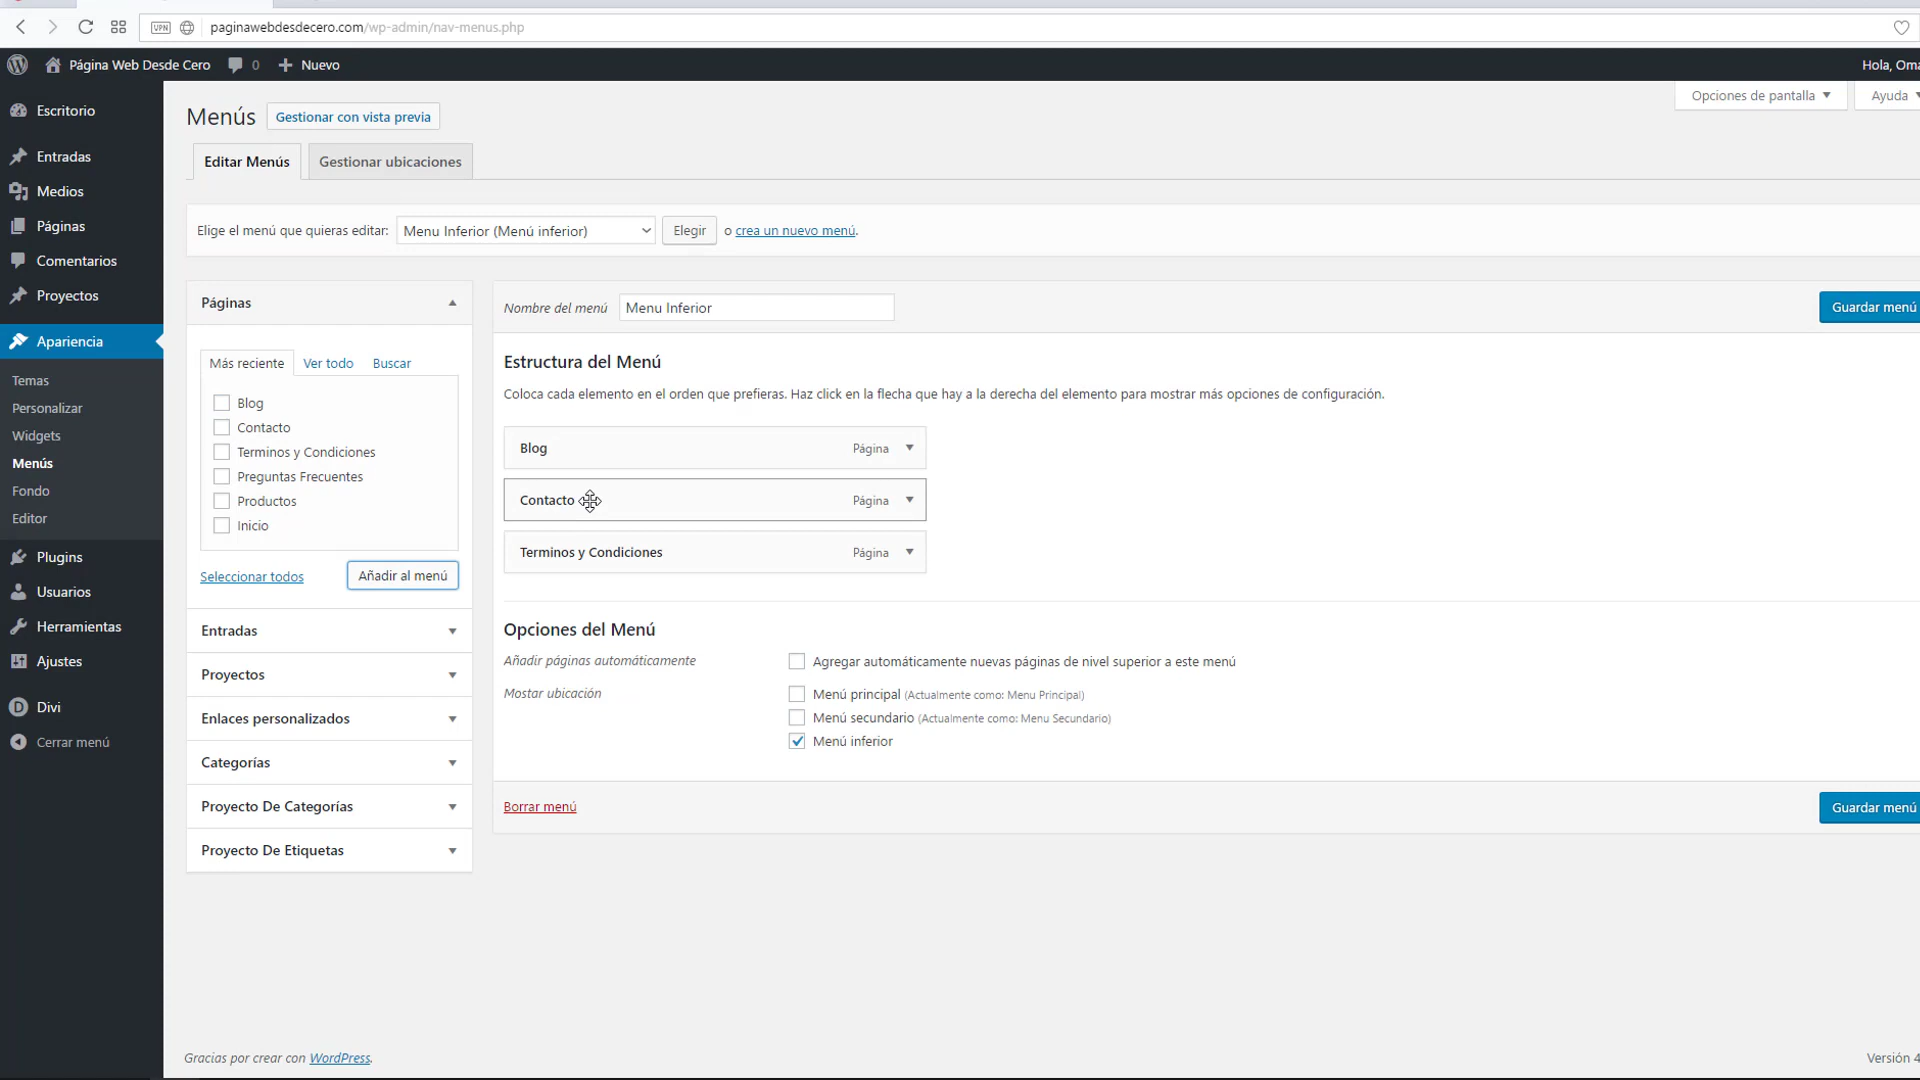 VPN paginawebdesdecero.com/wp-admin/nav-menus.php
Página Web Desde Cero 0 Nuevo Hola, Oma
Opciones de pantalla Ayuda
Menús Gestionar con vista previa
Editar Menús Gestionar ubicaciones
Elige el menú que quieras editar: Menu Inferior (Menú inferior) Elegir o crea un nuevo menú.
Escritorio
Entradas
Medios
Páginas
Comentarios
Proyectos
Apariencia
Temas
Personalizar
Widgets
Menús
Fondo
Editor
Plugins
Usuarios
Herramientas
Ajustes
D Divi
Cerrar menú
Páginas
Más reciente Ver todo Buscar
Blog
Contacto
Terminos y Condiciones
Preguntas Frecuentes
Productos
Inicio
Seleccionar todos Añadir al menú
Entradas
Proyectos
Enlaces personalizados
Categorías
Proyecto De Categorías
Proyecto De Etiquetas
Nombre del menú Menu Inferior Guardar menú
Estructura del Menú
Coloca cada elemento en el orden que prefieras. Haz click en la flecha que hay a la derecha del elemento para mostrar más opciones de configuración.
Blog Página
Contacto Página
Terminos y Condiciones Página
Opciones del Menú
Añadir páginas automáticamente Agregar automáticamente nuevas páginas de nivel superior a este menú
Mostar ubicación Menú principal (Actualmente como: Menu Principal)
Menú secundario (Actualmente como: Menu Secundario)
Menú inferior
Borrar menú Guardar menú
Gracias por crear con WordPress. Versión 4